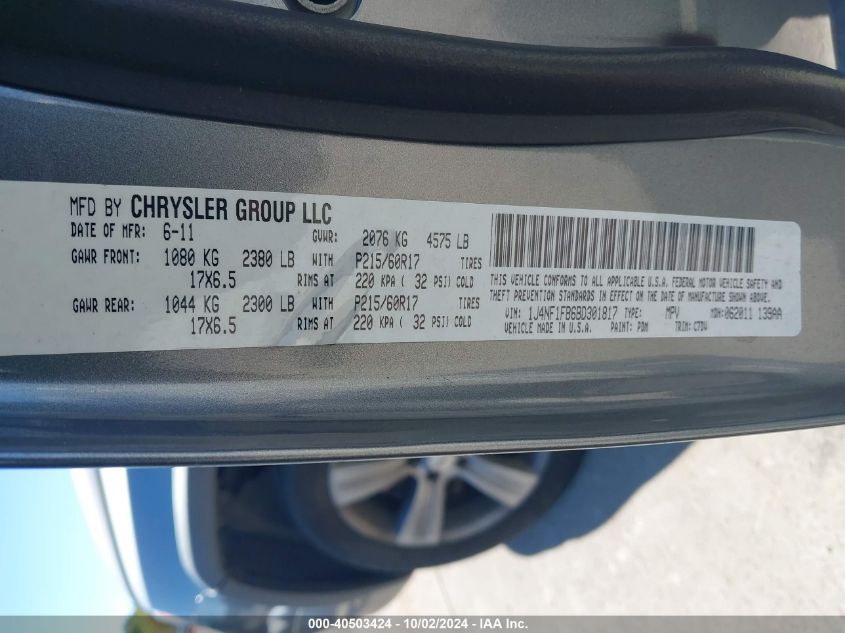 MFD BY CHRYSLER GROUP LLC
DATE OF MFR: 6-11 GVWR: 2076 KG 4575 LB
GAWR FRONT: 1080 KG 2380 LB WITH P215/60R17 TIRES
17X6.5 RIMS AT 220 KPA ( 32 PSI) COLD
GAWR REAR: 1044 KG 2300 LB WITH P215/60R17 TIRES
17X6.5 RIMS AT 220 KPA ( 32 PSI) COLD
THIS VEHICLE CONFORMS TO ALL APPLICABLE U.S.A. FEDERAL MOTOR VEHICLE SAFETY AND
THEFT PREVENTION STANDARDS IN EFFECT ON THE DATE OF MANUFACTURE SHOWN ABOVE.
VIN: 1J4NF1FB6BD301817 TYPE: MPV MDH: 062011 139AA
VEHICLE MADE IN U.S.A. PAINT: PDM TRIM: C7DV
000-40503424 - 10/02/2024 - IAA Inc.